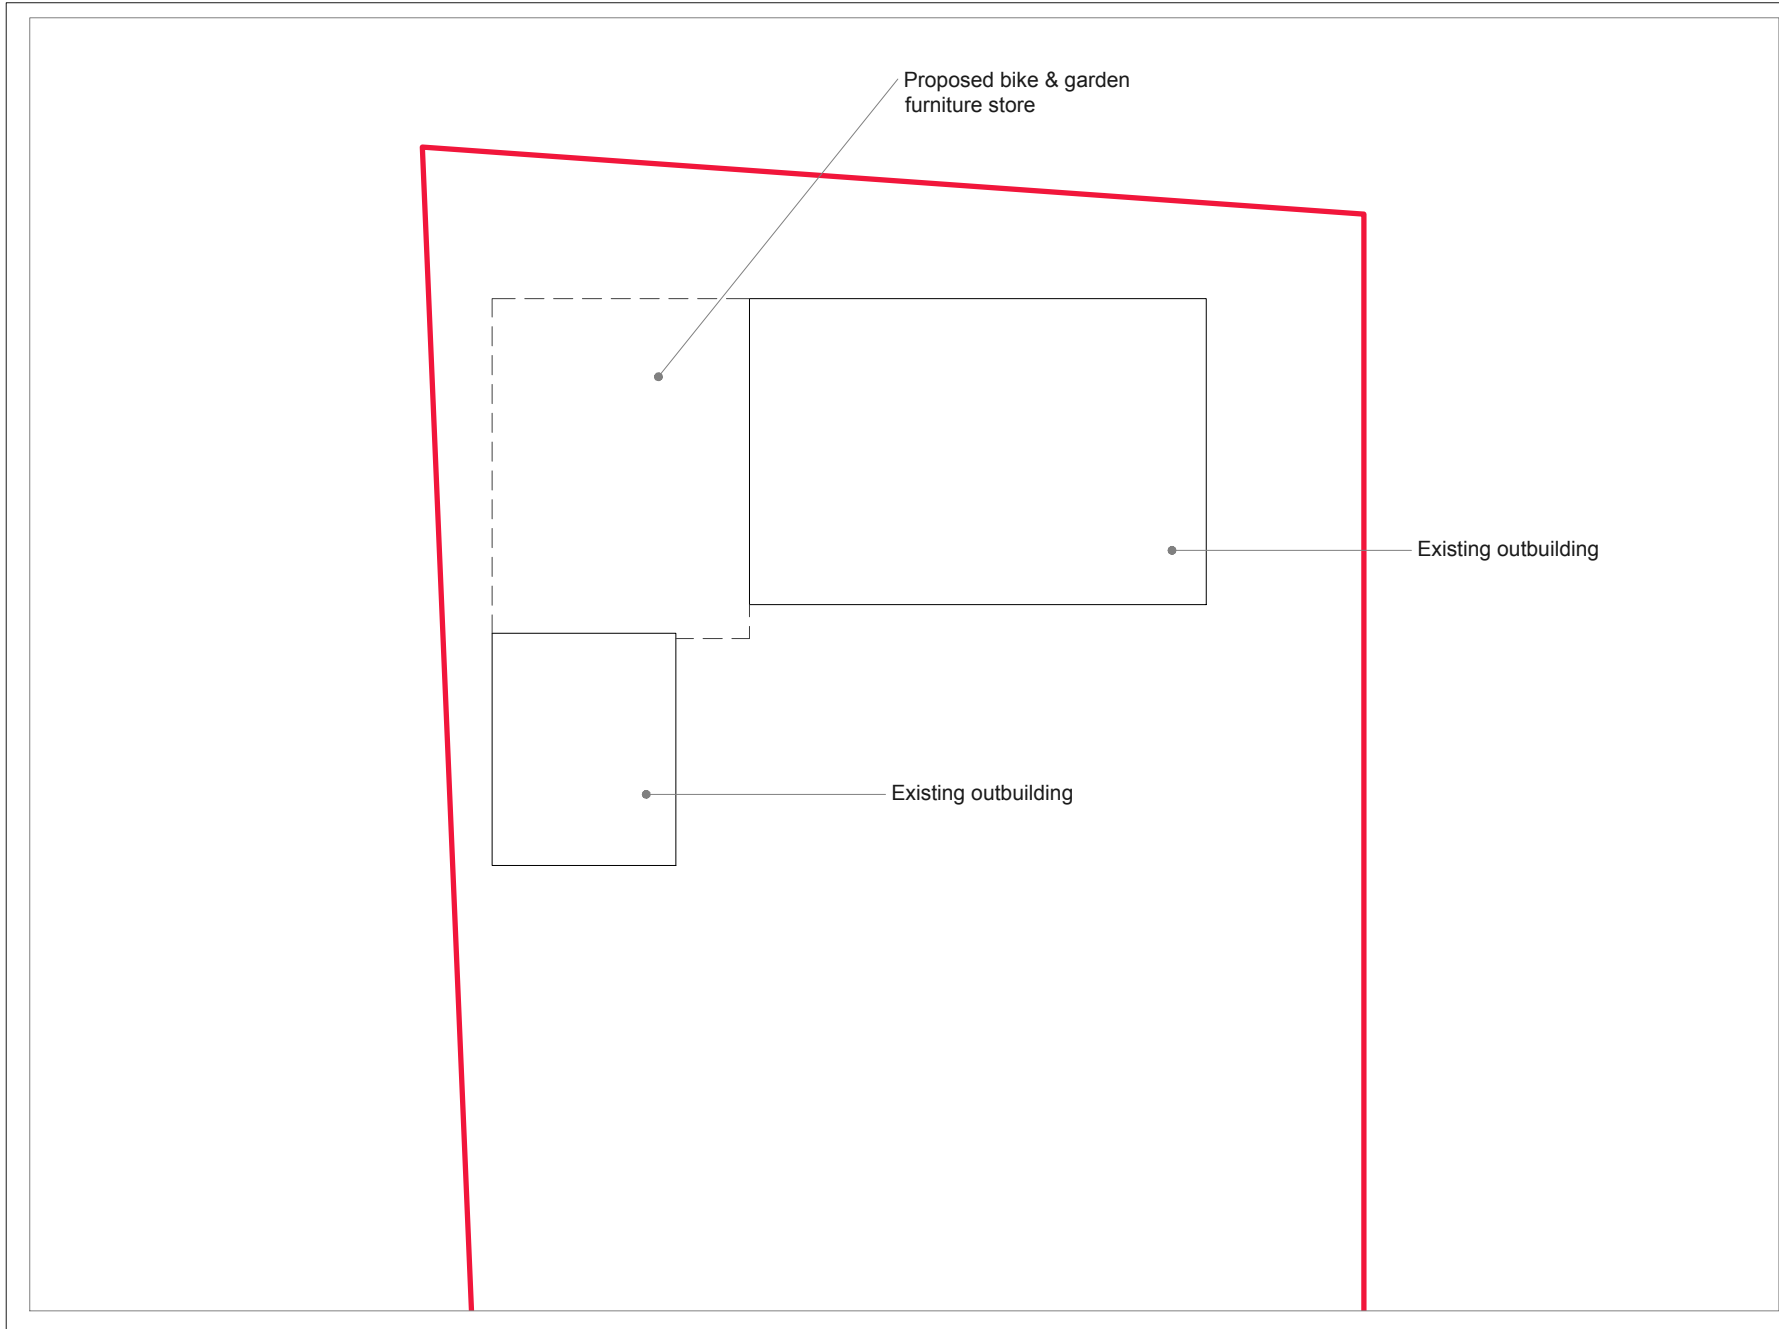 Proposed bike & garden
furniture store
Existing outbuilding
Existing outbuilding